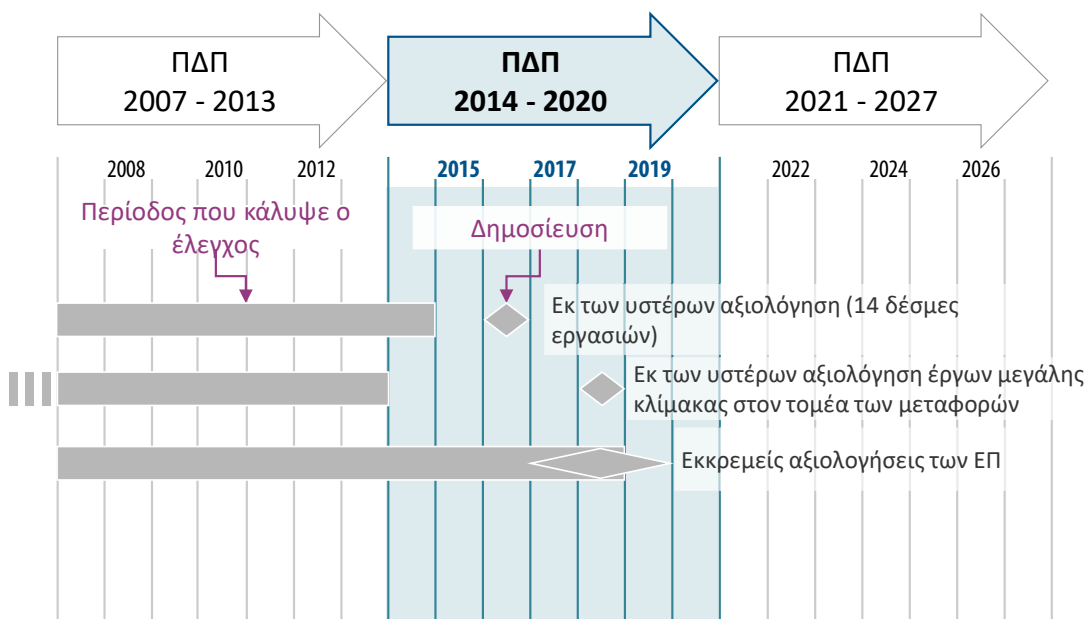 ΠΔΠ
2007 - 2013
ΠΔΠ
2014 - 2020
ΠΔΠ
2021 - 2027
2008 2010 2012 2015 2017 2019 2022 2024 2026
Περίοδος που κάλυψε ο
έλεγχος
Δημοσίευση
Εκ των υστέρων αξιολόγηση (14 δέσμες
εργασιών)
Εκ των υστέρων αξιολόγηση έργων μεγάλης
κλίμακας στον τομέα των μεταφορών
Εκκρεμείς αξιολογήσεις των ΕΠ